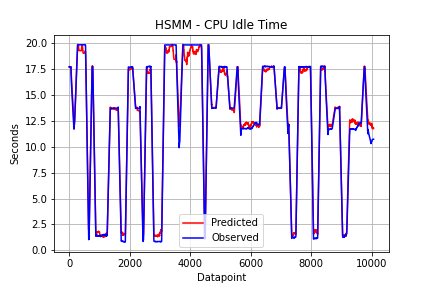 HSMM - CPU Idle Time
20.0
17.5
15.0
12.5
10.0
7.5
5.0
2.5
0.0
Seconds
Predicted
Observed
0 2000 4000 6000 8000 10000
Datapoint